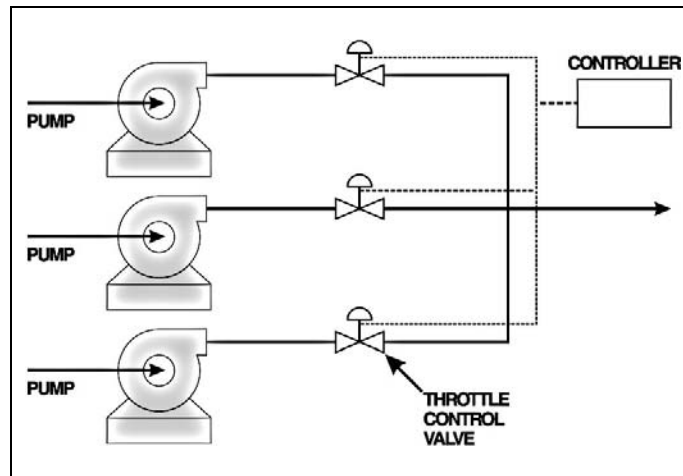 CONTROLLER
PUMP
PUMP
PUMP
THROTTLE
CONTROL
VALVE